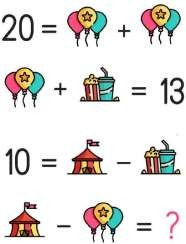 20 = +
+ = 13
10 = -
- = ?